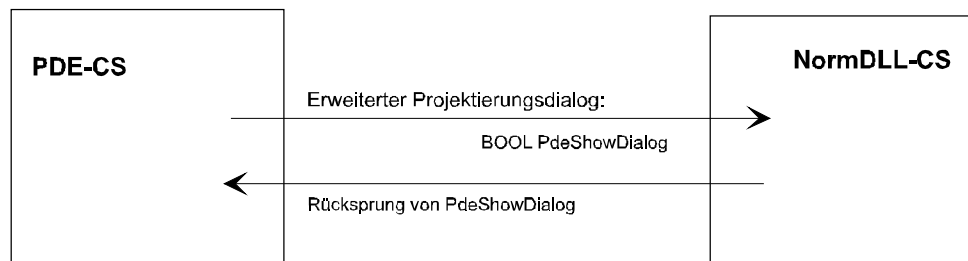 PDE-CS
NormDLL-CS
Erweiterter Projektierungsdialog:
BOOL PdeShowDialog
Rücksprung von PdeShowDialog